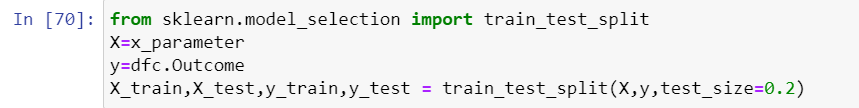 In [70]: from sklearn.model_selection import train_test_split
X=x_parameter
y=dfc.Outcome
X_train,X_test,y_train,y_test = train_test_split(X,y,test_size=0.2)